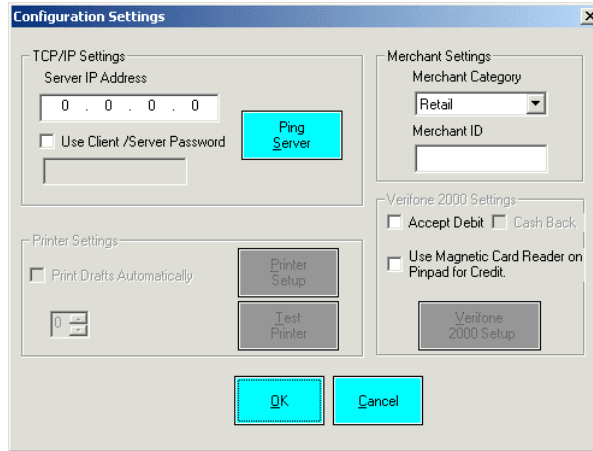 Configuration Settings
TCP/IP Settings
Server IP Address
0 . 0 . 0 . 0
Use Client /Server Password
Ping
Server
Merchant Settings
Merchant Category
Retail
Merchant ID
Printer Settings
Print Drafts Automatically
0
Printer
Setup
Test
Printer
Verifone 2000 Settings
Accept Debit
Cash Back
Use Magnetic Card Reader on
Pinpad for Credit.
Verifone
2000 Setup
OK
Cancel